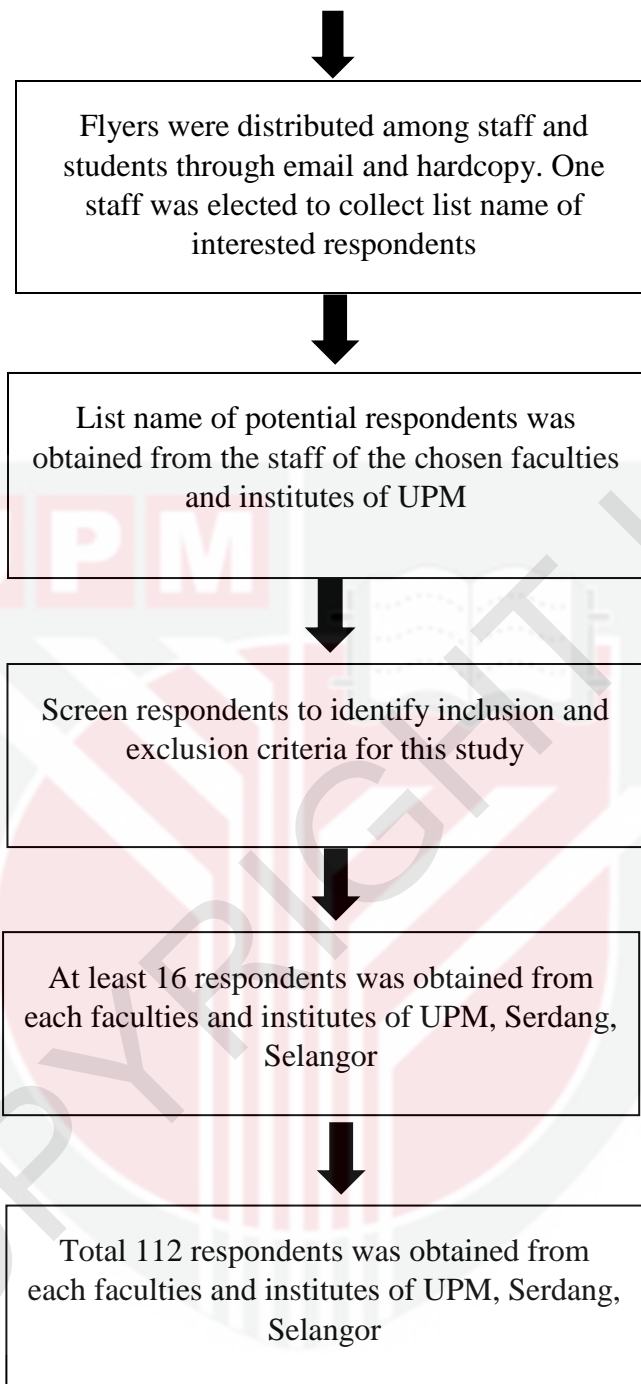 Flyers were distributed among staff and
students through email and hardcopy. One
staff was elected to collect list name of
interested respondents
List name of potential respondents was
obtained from the staff of the chosen faculties
and institutes of UPM
PM
Screen respondents to identify inclusion and
exclusion criteria for this study
At least 16 respondents was obtained from
each faculties and institutes of UPM, Serdang,
Selangor
Total 112 respondents was obtained from
each faculties and institutes of UPM, Serdang,
Selangor
COPYRIGHT U